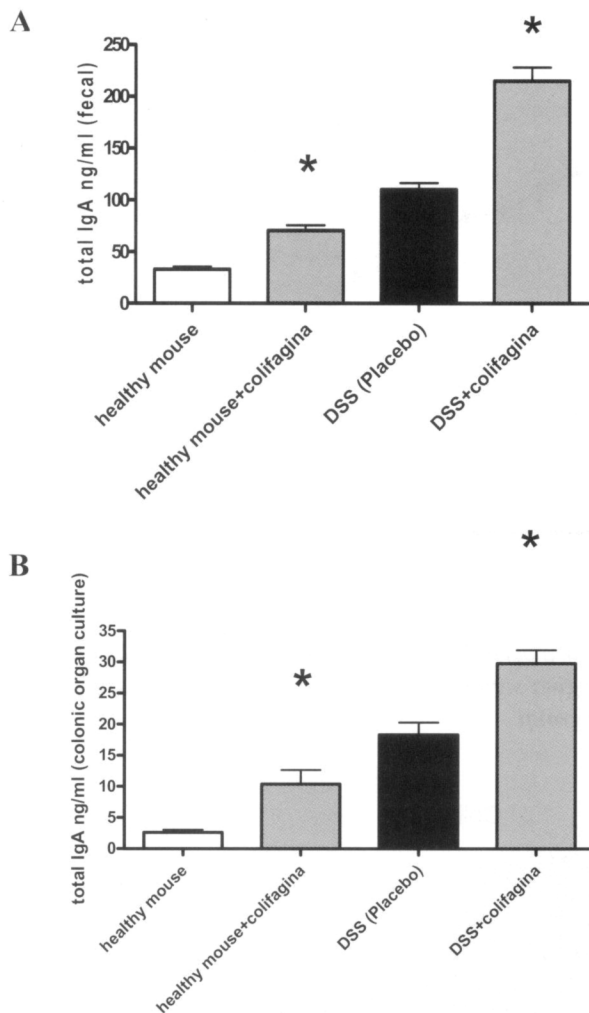 A
total IgA ng/ml (fecal)
250
200
150
100
50
0
*
*
healthy mouse
healthy mouse+colifagina
DSS (Placebo)
DSS+colifagina
B
total IgA ng/ml (colonic organ culture)
35
30
25
20
15
10
5
0
*
*
healthy mouse
healthy mouse+colifagina
DSS (Placebo)
DSS+colifagina